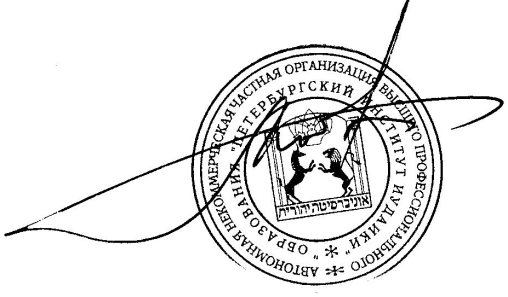 АВТОНОМНАЯ НЕКОММЕРЧЕСКАЯ ЧАСТНАЯ ОРГАНИЗАЦИЯ ВЫСШЕГО ПРОФЕССИОНАЛЬНОГО
ОБРАЗОВАНИЯ "ПЕТЕРБУРГСКИЙ ИНСТИТУТ ИУДАИКИ"
אוניברסיטה יהודית